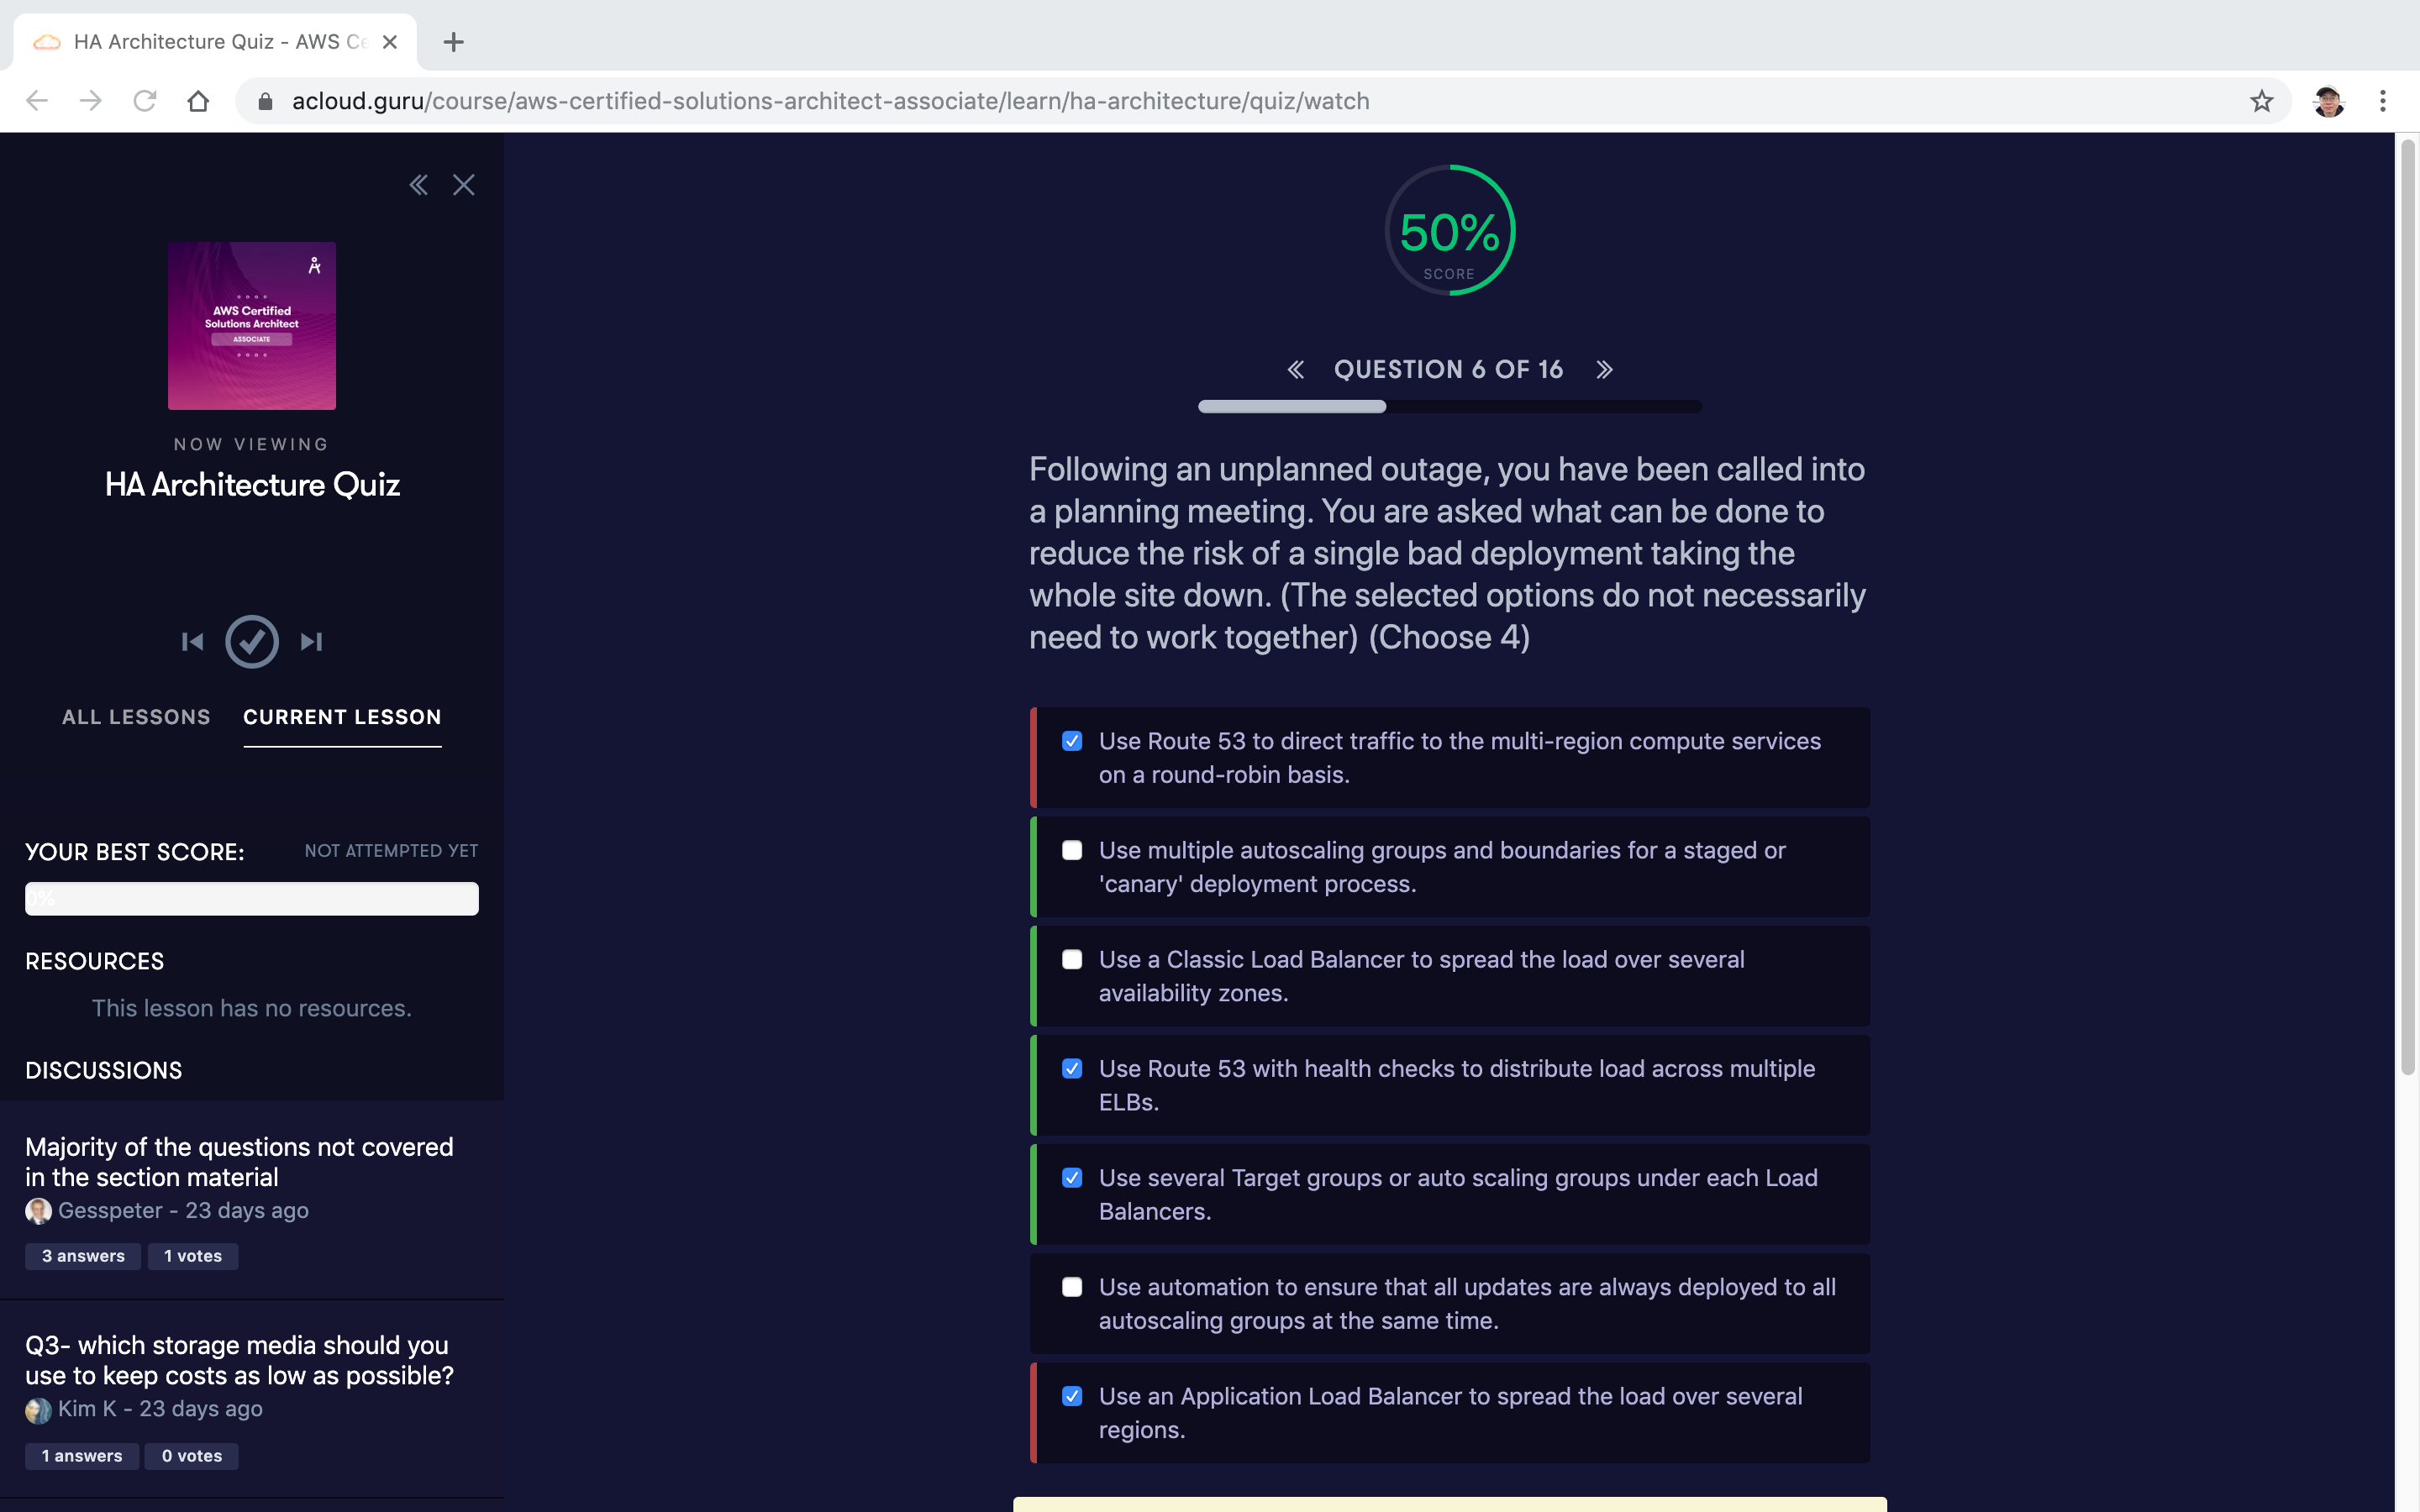 HA Architecture Quiz - AWS Ce
acloud.guru/course/aws-certified-solutions-architect-associate/learn/ha-architecture/quiz/watch
AWS Certified
Solutions Architect
ASSOCIATE
NOW VIEWING
HA Architecture Quiz
ALL LESSONS
CURRENT LESSON
YOUR BEST SCORE:
NOT ATTEMPTED YET
0%
RESOURCES
This lesson has no resources.
DISCUSSIONS
Majority of the questions not covered
in the section material
Gesspeter - 23 days ago
3 answers
1 votes
Q3- which storage media should you
use to keep costs as low as possible?
Kim K - 23 days ago
1 answers
0 votes
50%
SCORE
QUESTION 6 OF 16
Following an unplanned outage, you have been called into
a planning meeting. You are asked what can be done to
reduce the risk of a single bad deployment taking the
whole site down. (The selected options do not necessarily
need to work together) (Choose 4)
Use Route 53 to direct traffic to the multi-region compute services
on a round-robin basis.
Use multiple autoscaling groups and boundaries for a staged or
'canary' deployment process.
Use a Classic Load Balancer to spread the load over several
availability zones.
Use Route 53 with health checks to distribute load across multiple
ELBs.
Use several Target groups or auto scaling groups under each Load
Balancers.
Use automation to ensure that all updates are always deployed to all
autoscaling groups at the same time.
Use an Application Load Balancer to spread the load over several
regions.